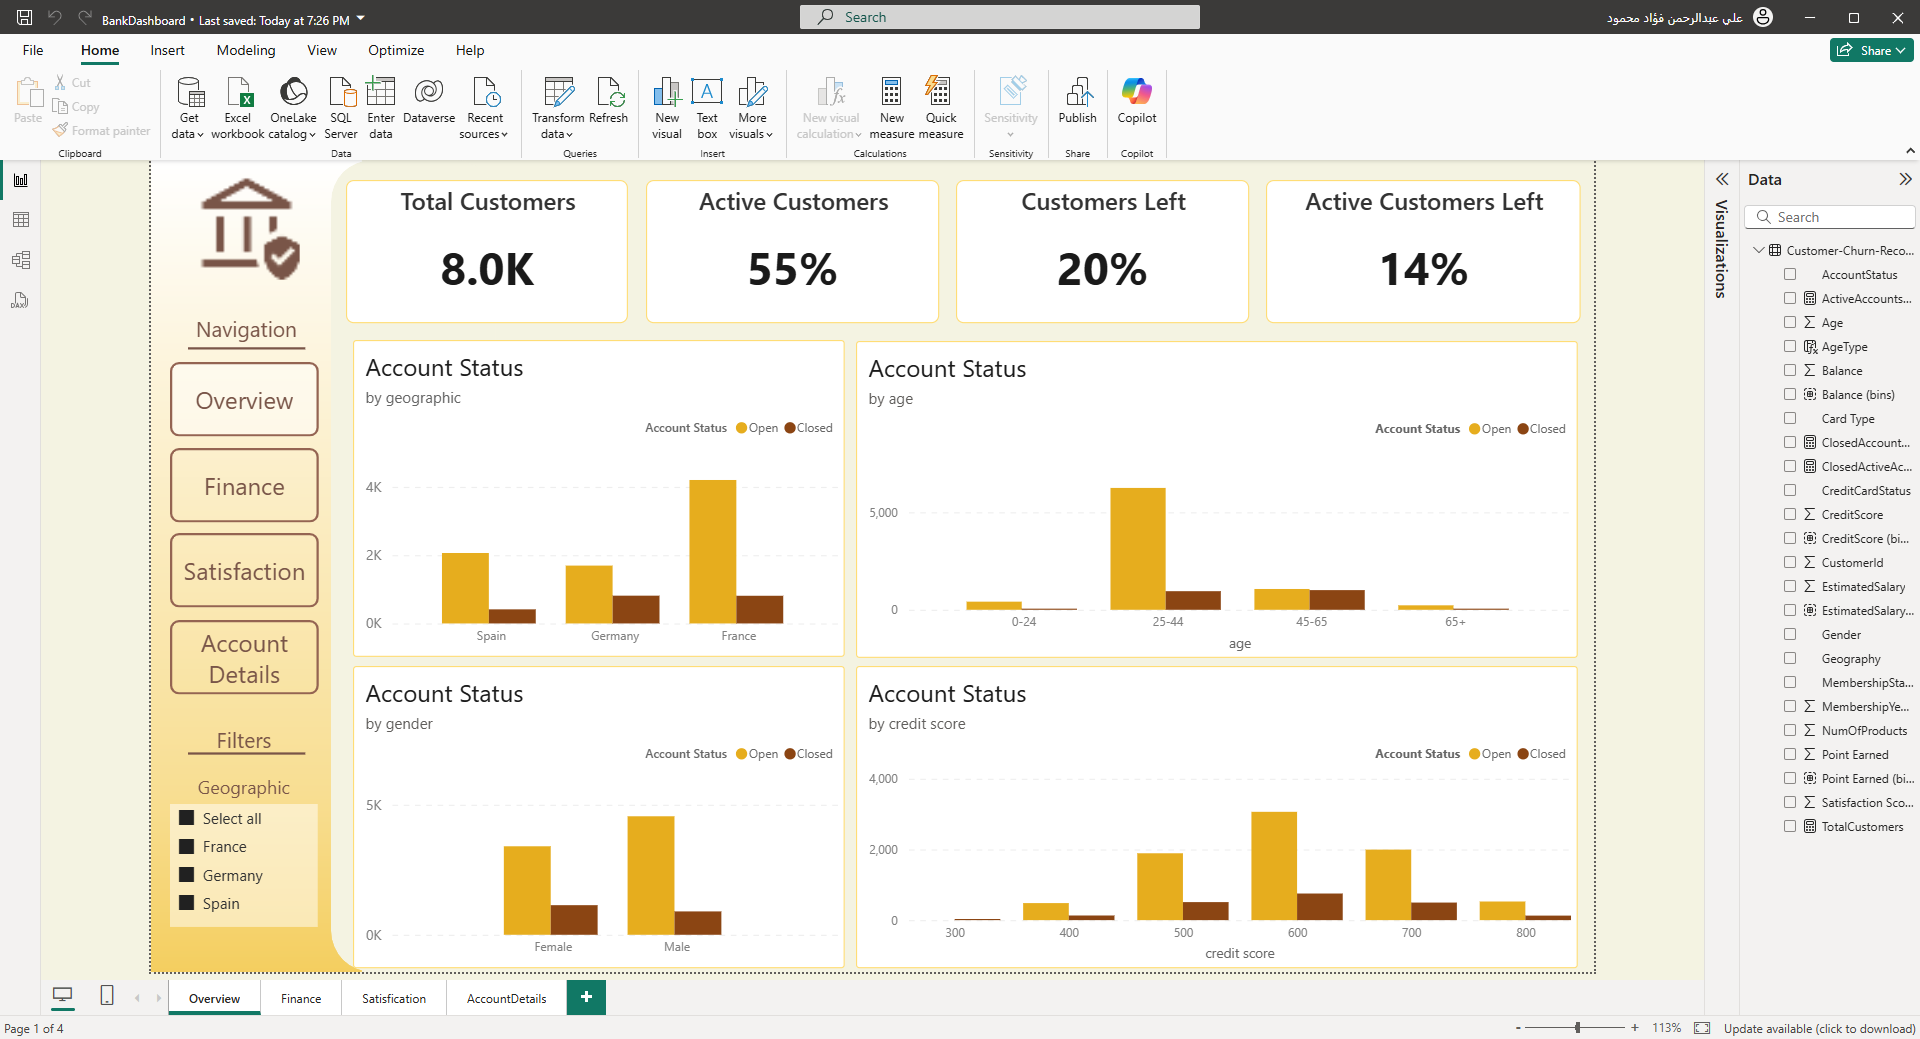 BankDashboard • Last saved: Today at 7:26 PM
Search
علي عبدالرحمن فؤاد محمود
File
Home
Insert
Modeling
View
Optimize
Help
Share
Paste
Cut
Copy
Format painter
Clipboard
Get
data
Excel
workbook
OneLake
catalog
SQL
Server
Enter
data
Dataverse
Recent
sources
Data
Transform
data
Refresh
Queries
New
visual
Text
box
More
visuals
Insert
New visual
calculation
New
measure
Quick
measure
Calculations
Sensitivity
Sensitivity
Publish
Share
Copilot
Copilot
Navigation
Overview
Finance
Satisfaction
Account
Details
Filters
Geographic
Select all
France
Germany
Spain
Total Customers
8.0K
Active Customers
55%
Customers Left
20%
Active Customers Left
14%
Account Status
by geographic
Account Status Open Closed
4K
2K
0K
Spain Germany France
Account Status
by age
Account Status Open Closed
5,000
0
0-24 25-44 45-65 65+
age
Account Status
by gender
Account Status Open Closed
5K
0K
Female Male
Account Status
by credit score
Account Status Open Closed
4,000
2,000
0
300 400 500 600 700 800
credit score
Visualizations
Data
Search
Customer-Churn-Reco...
AccountStatus
ActiveAccounts...
Age
AgeType
Balance
Balance (bins)
Card Type
ClosedAccount...
ClosedActiveAc...
CreditCardStatus
CreditScore
CreditScore (bi...
CustomerId
EstimatedSalary
EstimatedSalary...
Gender
Geography
MembershipSta...
MembershipYe...
NumOfProducts
Point Earned
Point Earned (bi...
Satisfaction Sco...
TotalCustomers
Overview
Finance
Satisfication
AccountDetails
+
Page 1 of 4
- + 113%
Update available (click to download)
DAX